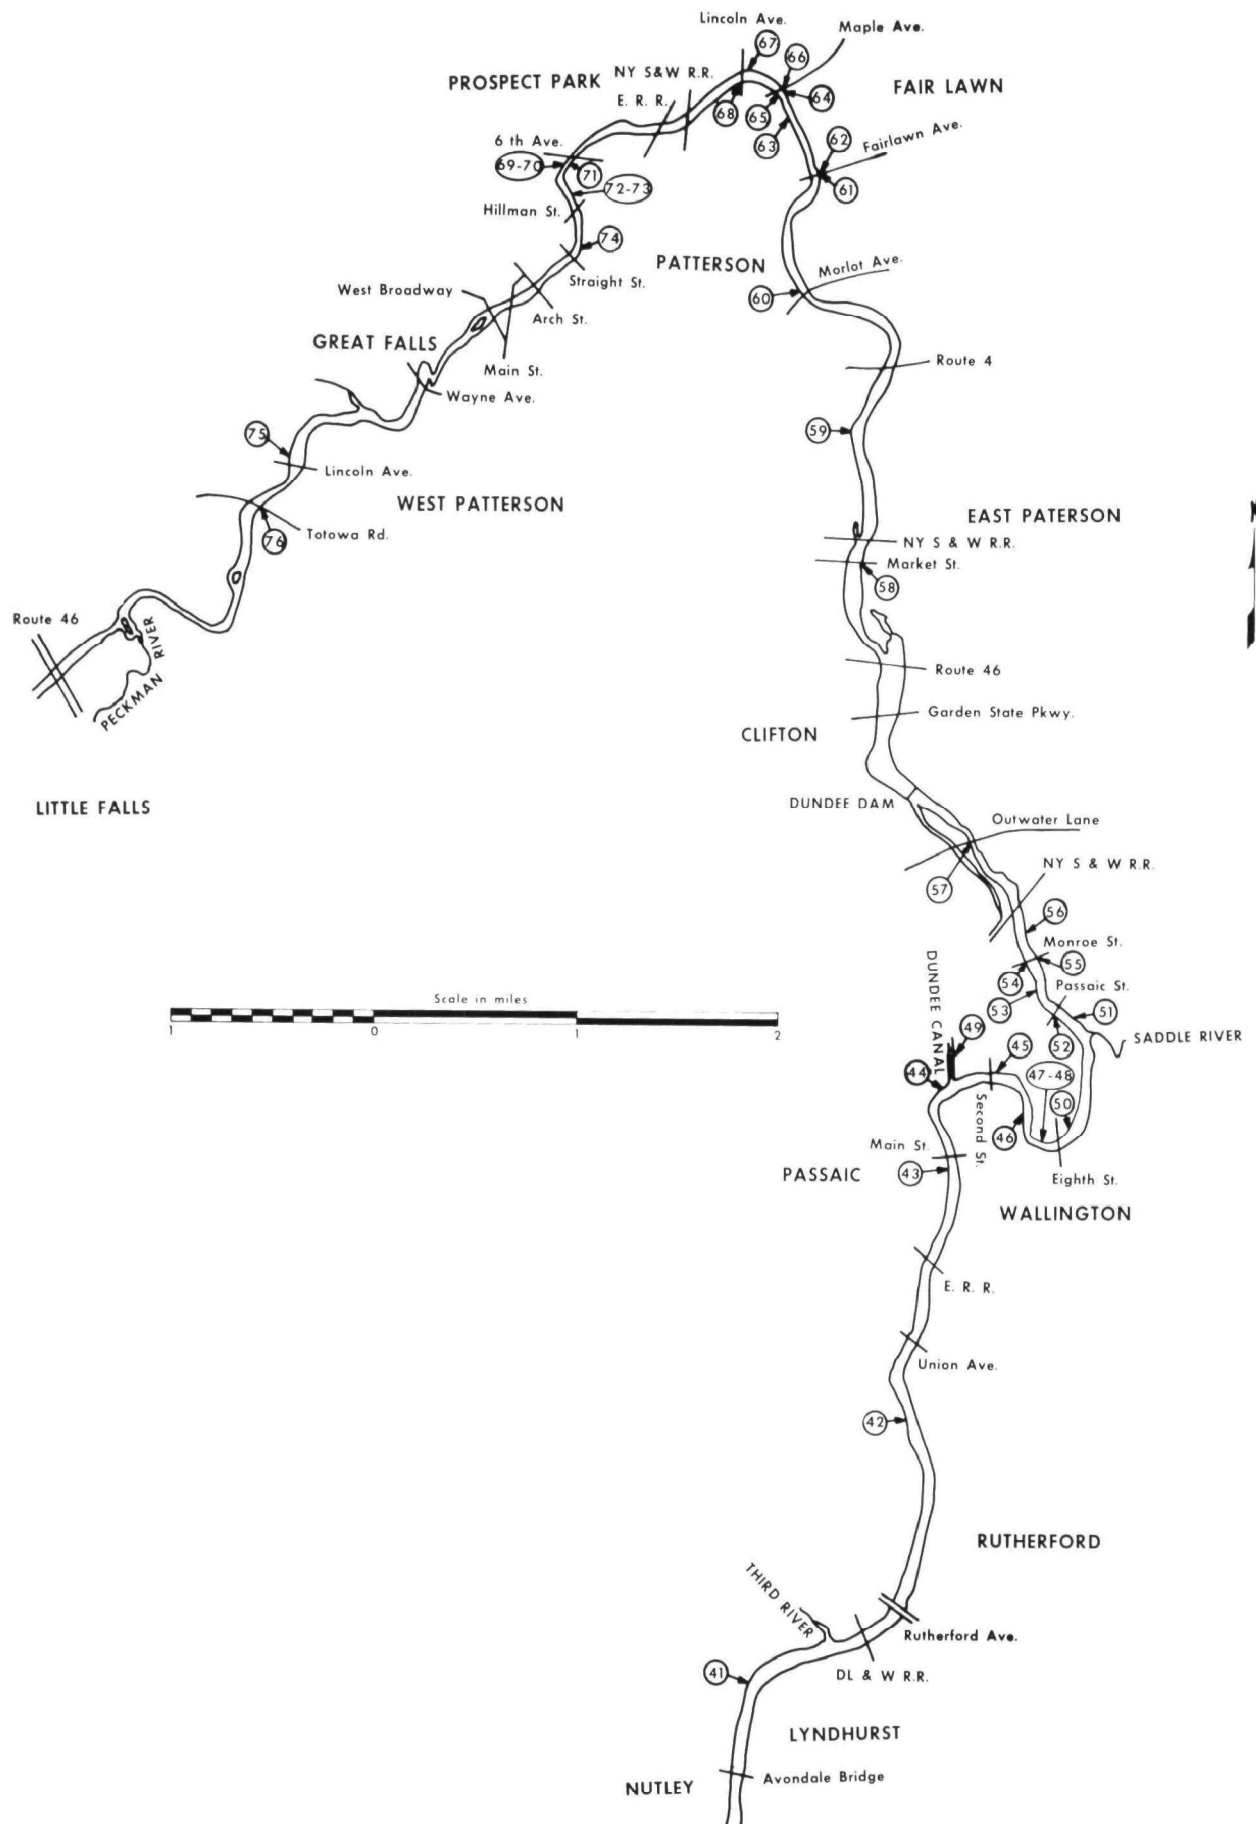 Lincoln Ave.
67
Maple Ave.
66
PROSPECT PARK
NY S&W R.R.
FAIR LAWN
64
E. R. R.
68
65
63
62
Fairlawn Ave.
6 th Ave.
69-70
71
72-73
61
Hillman St.
74
PATTERSON
Morlot Ave.
Straight St.
West Broadway
60
Arch St.
GREAT FALLS
Main St.
Route 4
Wayne Ave.
75
59
Lincoln Ave.
WEST PATTERSON
EAST PATERSON
Totowa Rd.
76
NY S & W R.R.
Market St.
58
Route 46
PECKMAN RIVER
Route 46
Garden State Pkwy.
CLIFTON
LITTLE FALLS
DUNDEE DAM
Outwater Lane
NY S & W R.R.
57
56
Monroe St.
55
54
DUNDEE CANAL
Passaic St.
53
51
Scale in miles
1
0
1
2
49
45
52
SADDLE RIVER
44
47-48
50
Second St.
46
Main St.
43
PASSAIC
Eighth St.
WALLINGTON
E. R. R.
Union Ave.
42
RUTHERFORD
THIRD RIVER
Rutherford Ave.
41
DL & W R.R.
LYNDHURST
NUTLEY
Avondale Bridge